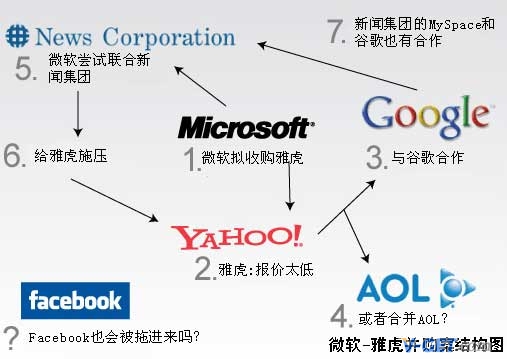 News Corporation
7. 新闻集团的MySpace和
谷歌也有合作
5. 微软尝试联合新
闻集团
Microsoft
Google
6. 给雅虎施压
1. 微软拟收购雅虎
3. 与谷歌合作
YAHOO!
2. 雅虎:报价太低
AOL
facebook
4. 或者合并AOL?
? Facebook也会被拖进来吗?
微软-雅虎并购案结构图